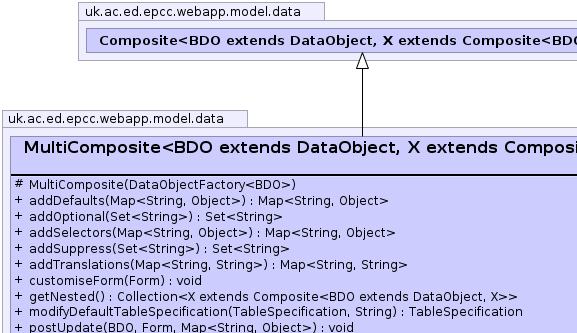 uk.ac.ed.epcc.webapp.model.data
Composite<BDO extends DataObject, X extends Composite<BDO
uk.ac.ed.epcc.webapp.model.data
MultiComposite<BDO extends DataObject, X extends Composi
# MultiComposite(DataObjectFactory<BDO>)
+ addDefaults(Map<String, Object>) : Map<String, Object>
+ addOptional(Set<String>) : Set<String>
+ addSelectors(Map<String, Object>) : Map<String, Object>
+ addSuppress(Set<String>) : Set<String>
+ addTranslations(Map<String, String>) : Map<String, String>
+ customiseForm(Form) : void
+ getNested() : Collection<X extends Composite<BDO extends DataObject, X>>
+ modifyDefaultTableSpecification(TableSpecification, String) : TableSpecification
+ postUpdate(BDO, Form, Map<String, Object>) : void